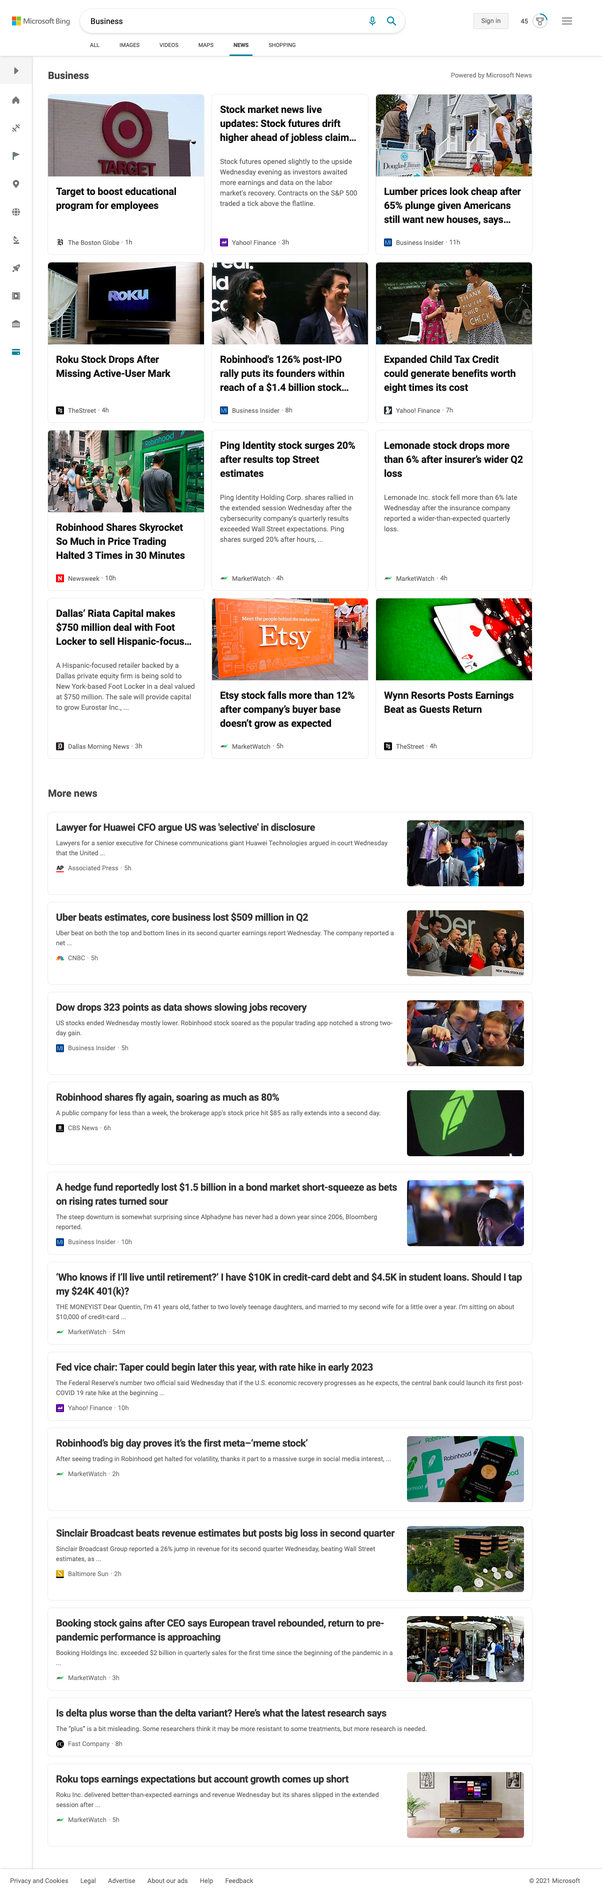 Microsoft Bing
Business
Sign in
45
ALL IMAGES VIDEOS MAPS NEWS SHOPPING
Business
Powered by Microsoft News
TARGET
Target to boost educational
program for employees
The Boston Globe · 1h
Stock market news live
updates: Stock futures drift
higher ahead of jobless claim...
Stock futures opened slightly to the upside
Wednesday evening as investors awaited
more earnings and data on the labor
market's recovery. Contracts on the S&P 500
traded a tick above the flatline.
Yahoo! Finance · 3h
Douglas
Lumber prices look cheap after
65% plunge given Americans
still want new houses, says...
Business Insider · 11h
ROKU
Roku Stock Drops After
Missing Active-User Mark
TheStreet · 4h
Robinhood's 126% post-IPO
rally puts its founders within
reach of a $1.4 billion stock...
Business Insider · 8h
THANK
CHILD
CHECK
Expanded Child Tax Credit
could generate benefits worth
eight times its cost
Yahoo! Finance · 7h
Robinhood
Robinhood Shares Skyrocket
So Much in Price Trading
Halted 3 Times in 30 Minutes
Newsweek · 10h
Ping Identity stock surges 20%
after results top Street
estimates
Ping Identity Holding Corp. shares rallied in
the extended session Wednesday after the
cybersecurity company's quarterly results
exceeded Wall Street expectations. Ping
shares surged 20% after hours, ...
MarketWatch · 4h
Lemonade stock drops more
than 6% after insurer's wider Q2
loss
Lemonade Inc. stock fell more than 6% late
Wednesday after the insurance company
reported a wider-than-expected quarterly
loss.
MarketWatch · 4h
Dallas' Riata Capital makes
$750 million deal with Foot
Locker to sell Hispanic-focus...
A Hispanic-focused retailer backed by a
Dallas private equity firm is being sold to
New York-based Foot Locker in a deal valued
at $750 million. The sale will provide capital
to grow Eurostar Inc., ...
Dallas Morning News · 3h
Meet the people behind the marketplace
Etsy
Etsy stock falls more than 12%
after company's buyer base
doesn't grow as expected
MarketWatch · 5h
Wynn Resorts Posts Earnings
Beat as Guests Return
TheStreet · 4h
More news
Lawyer for Huawei CFO argue US was 'selective' in disclosure
Lawyers for a senior executive for Chinese communications giant Huawei Technologies argued in court Wednesday
that the United ...
AP Associated Press · 5h
Uber beats estimates, core business lost $509 million in Q2
Uber beat on both the top and bottom lines in its second quarter earnings report Wednesday. The company reported a
net ...
CNBC · 5h
Uber
Dow drops 323 points as data shows slowing jobs recovery
US stocks ended Wednesday mostly lower. Robinhood stock soared as the popular trading app notched a strong two-
day gain.
Business Insider · 5h
Robinhood shares fly again, soaring as much as 80%
A public company for less than a week, the brokerage app's stock price hit $85 as rally extends into a second day.
CBS News · 6h
A hedge fund reportedly lost $1.5 billion in a bond market short-squeeze as bets
on rising rates turned sour
The steep downturn is somewhat surprising since Alphadyne has never had a down year since 2006, Bloomberg
reported.
Business Insider · 10h
'Who knows if I'll live until retirement?' I have $10K in credit-card debt and $4.5K in student loans. Should I tap
my $24K 401(k)?
THE MONEYIST Dear Quentin, I'm 41 years old, father to two lovely teenage daughters, and married to my second wife for a little over a year. I'm sitting on about
$10,000 of credit-card ...
MarketWatch · 54m
Fed vice chair: Taper could begin later this year, with rate hike in early 2023
The Federal Reserve's number two official said Wednesday that if the U.S. economic recovery progresses as he expects, the central bank could launch its first post-
COVID 19 rate hike at the beginning ...
Yahoo! Finance · 10h
Robinhood's big day proves it's the first meta–'meme stock'
After seeing trading in Robinhood get halted for volatility, thanks it part to a massive surge in social media interest, ...
MarketWatch · 2h
Robinhood
Sinclair Broadcast beats revenue estimates but posts big loss in second quarter
Sinclair Broadcast Group reported a 26% jump in revenue for its second quarter Wednesday, beating Wall Street
estimates, as ...
Baltimore Sun · 2h
Booking stock gains after CEO says European travel rebounded, return to pre-
pandemic performance is approaching
Booking Holdings Inc. exceeded $2 billion in quarterly sales for the first time since the beginning of the pandemic in a
...
MarketWatch · 3h
Is delta plus worse than the delta variant? Here's what the latest research says
The "plus" is a bit misleading. Some researchers think it may be more resistant to some treatments, but more research is needed.
Fast Company · 8h
Roku tops earnings expectations but account growth comes up short
Roku Inc. delivered better-than-expected earnings and revenue Wednesday but its shares slipped in the extended
session after ...
MarketWatch · 5h
Privacy and Cookies Legal Advertise About our ads Help Feedback
© 2021 Microsoft